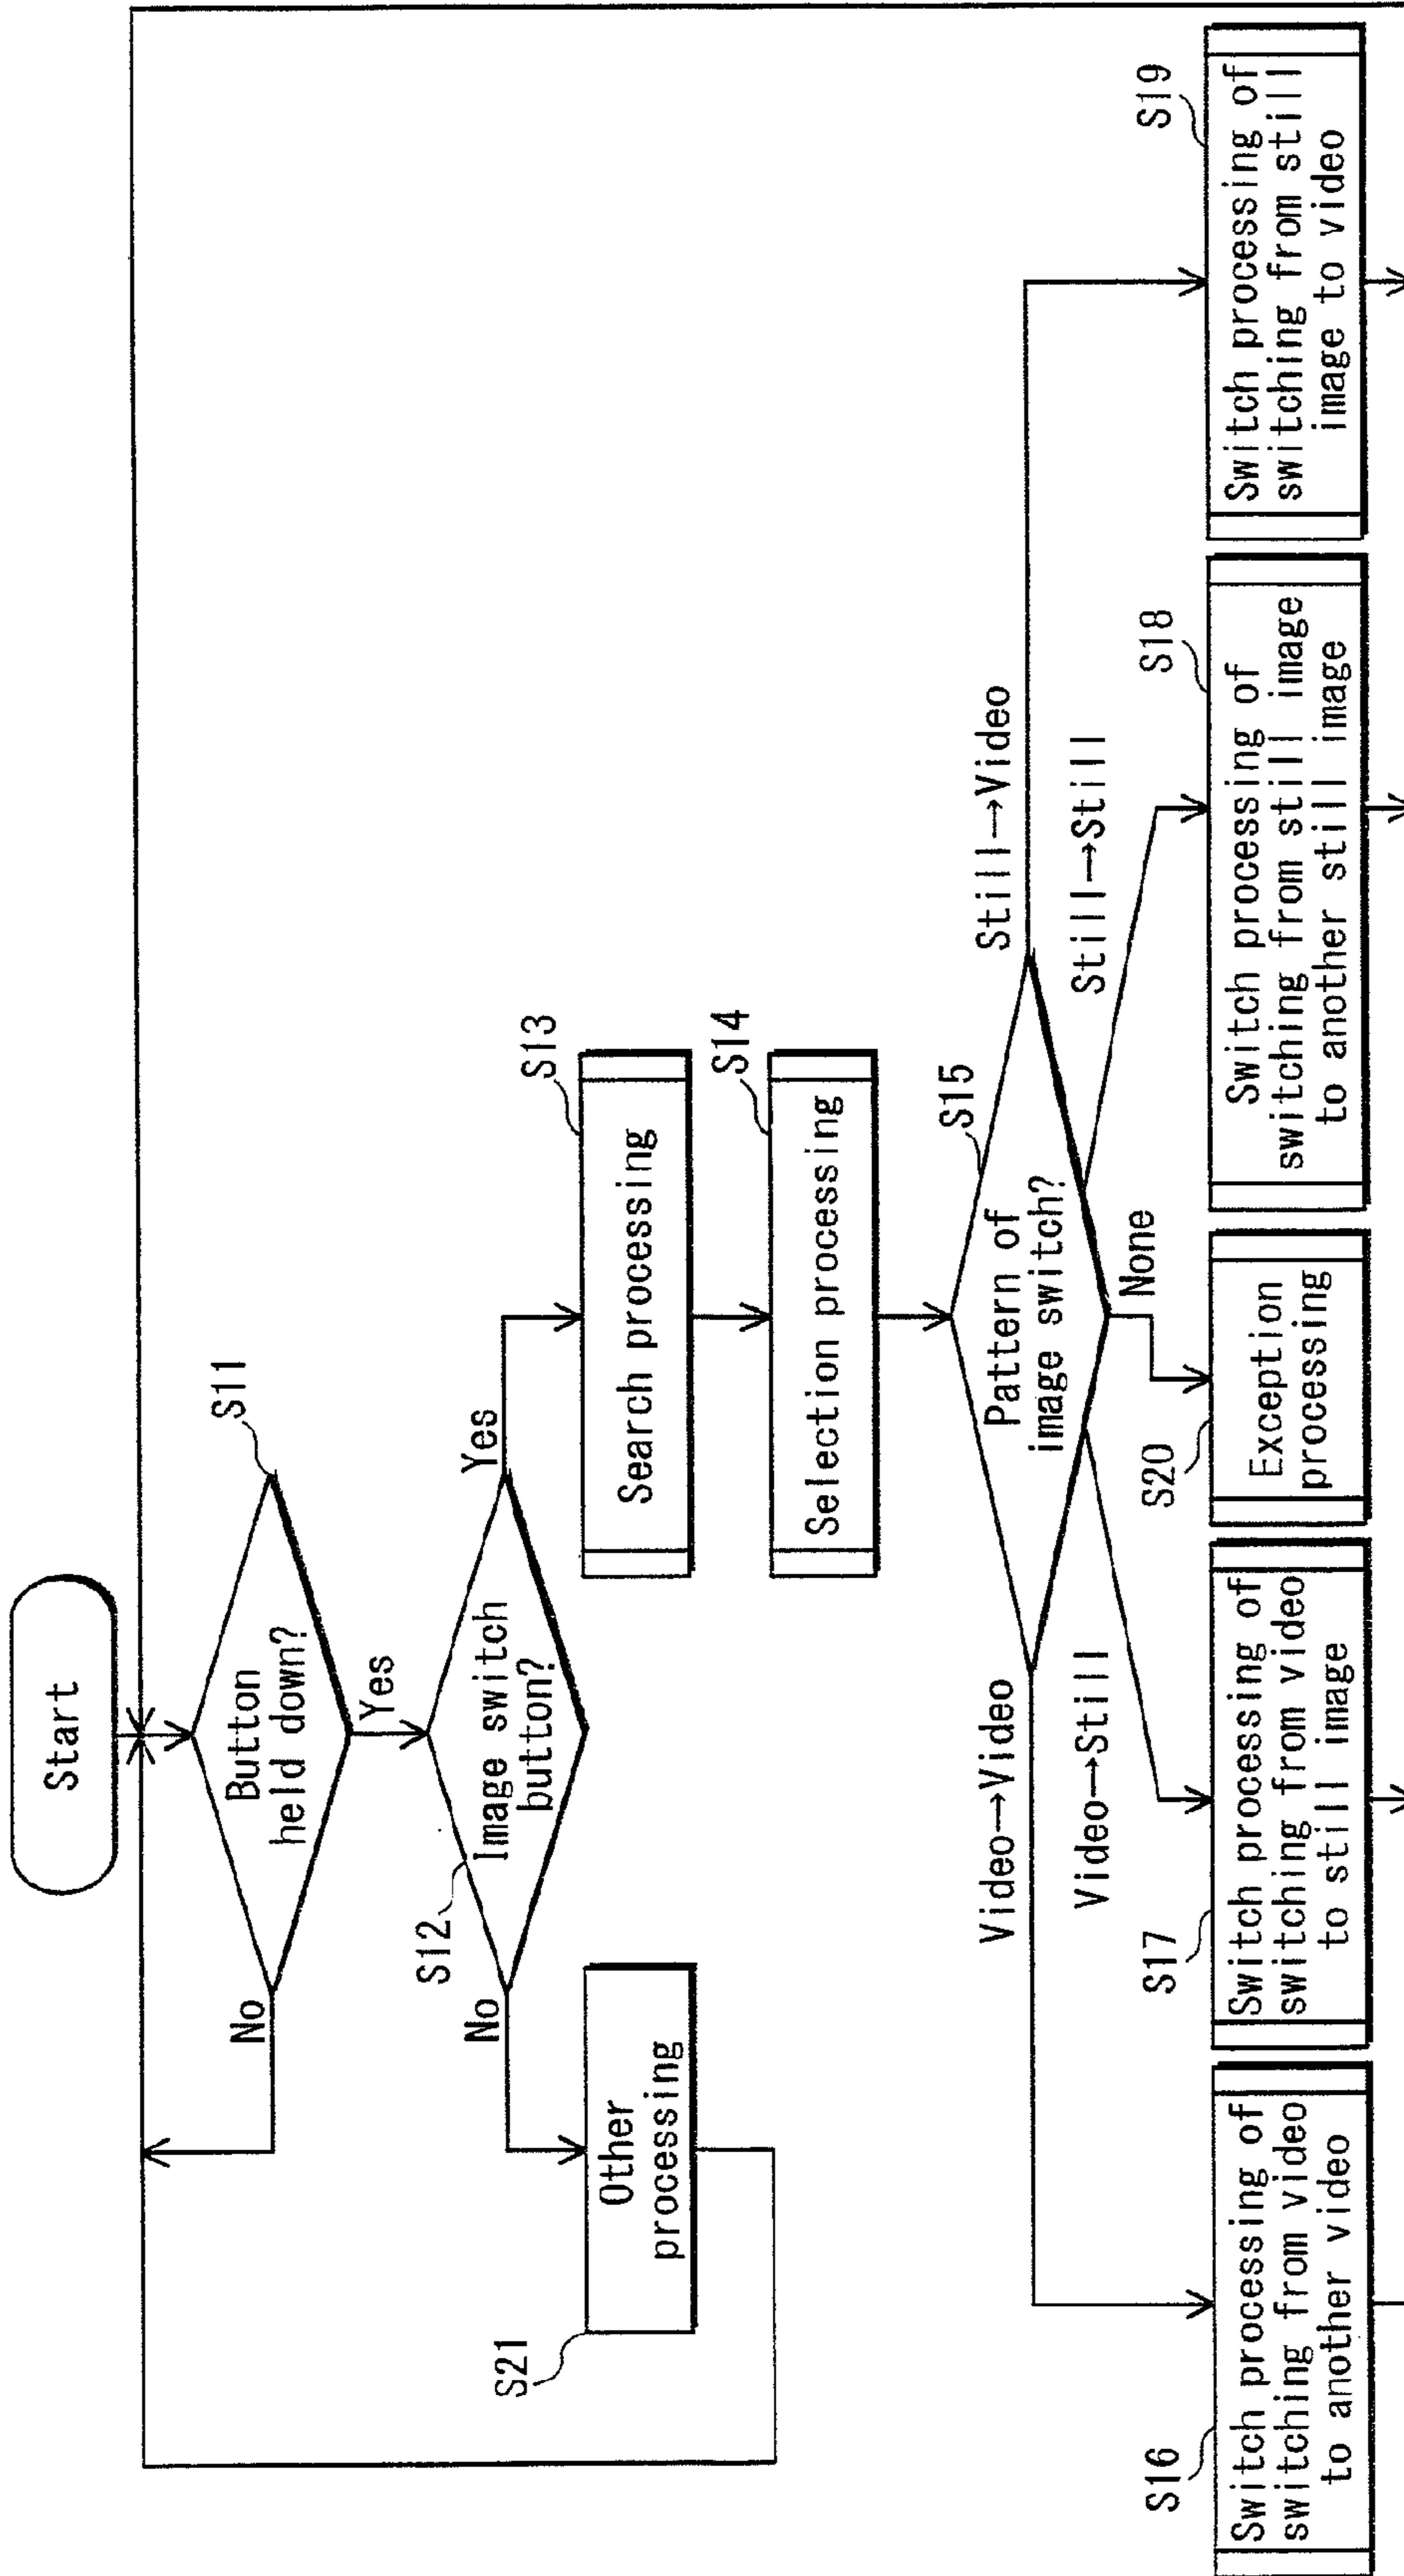 Start
S11
Button
held down?
No
Yes
S12
Image switch
button?
No
Yes
S21
Other
processing
S13
Search processing
S14
Selection processing
S15
Pattern of
image switch?
Video→Video
Video→Still
None
Still→Still
Still→Video
S16
Switch processing of
switching from video
to another video
S17
Switch processing of
switching from video
to still image
S20
Exception
processing
S18
Switch processing of
switching from still image
to another still image
S19
Switch processing of
switching from still
image to video